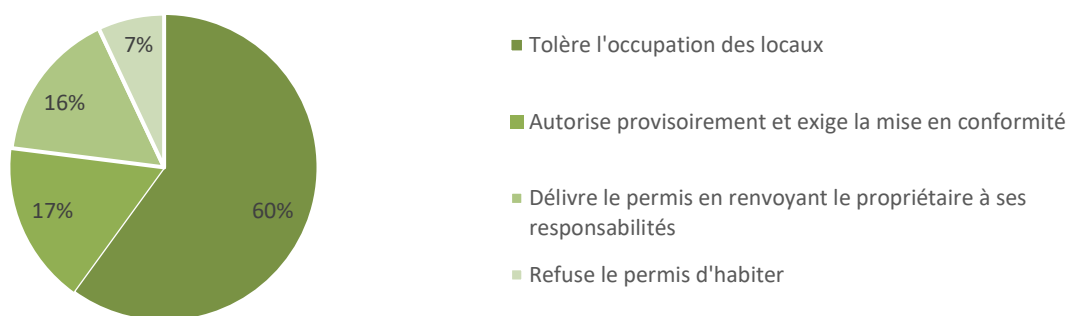 7%
16%
17%
60%
Tolère l'occupation des locaux
Autorise provisoirement et exige la mise en conformité
Délivre le permis en renvoyant le propriétaire à ses
responsabilités
Refuse le permis d'habiter